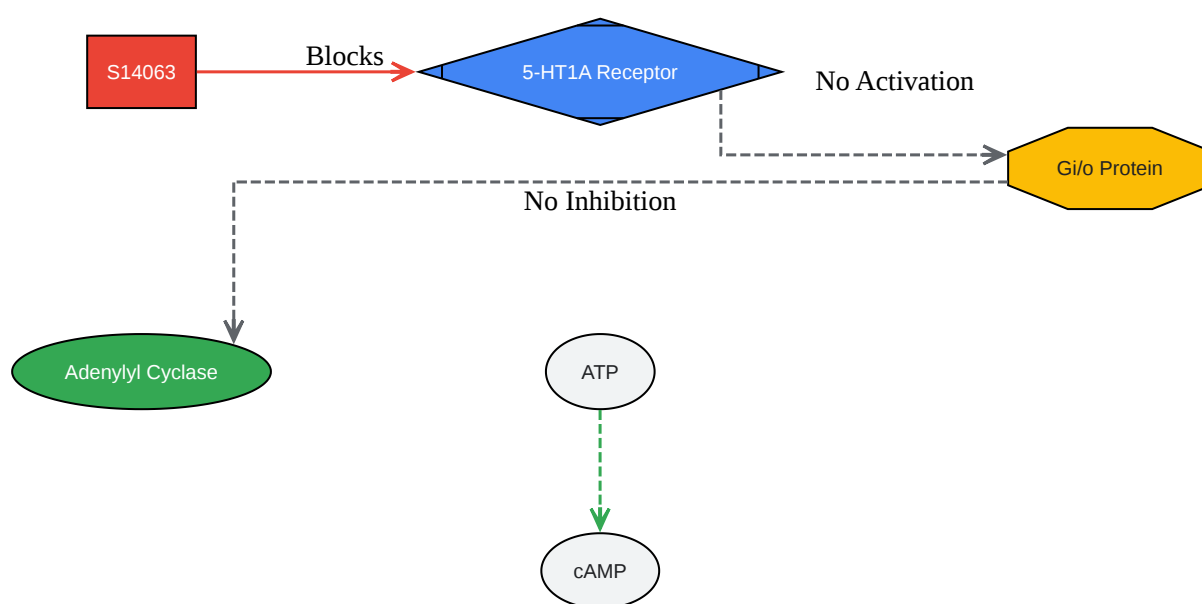 S14063
Blocks
5-HT1A Receptor
No Activation
Gi/o Protein
No Inhibition
Adenylyl Cyclase
ATP
cAMP